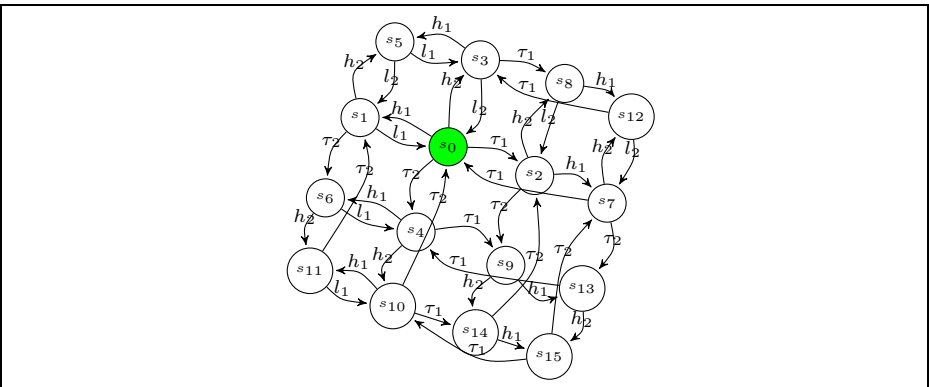 h₁
s₅ l₁ s₃ τ₁
h₂ l₂ h₂ s₈ h₁
τ₁
s₁ h₁ l₂ h₂ l₂ s₁₂
l₁ s₀ τ₁ h₂ l₂
τ₂ τ₂ s₂ h₁
τ₂ τ₁
s₆ h₁ τ₂ τ₂ s₇
h₂ l₁ s₄ τ₁ τ₂
h₂ τ₁ s₉ τ₂ τ₂
s₁₁ h₁ h₂ h₁ s₁₃
l₁ s₁₀ τ₁ h₂
s₁₄ h₁
τ₁ s₁₅